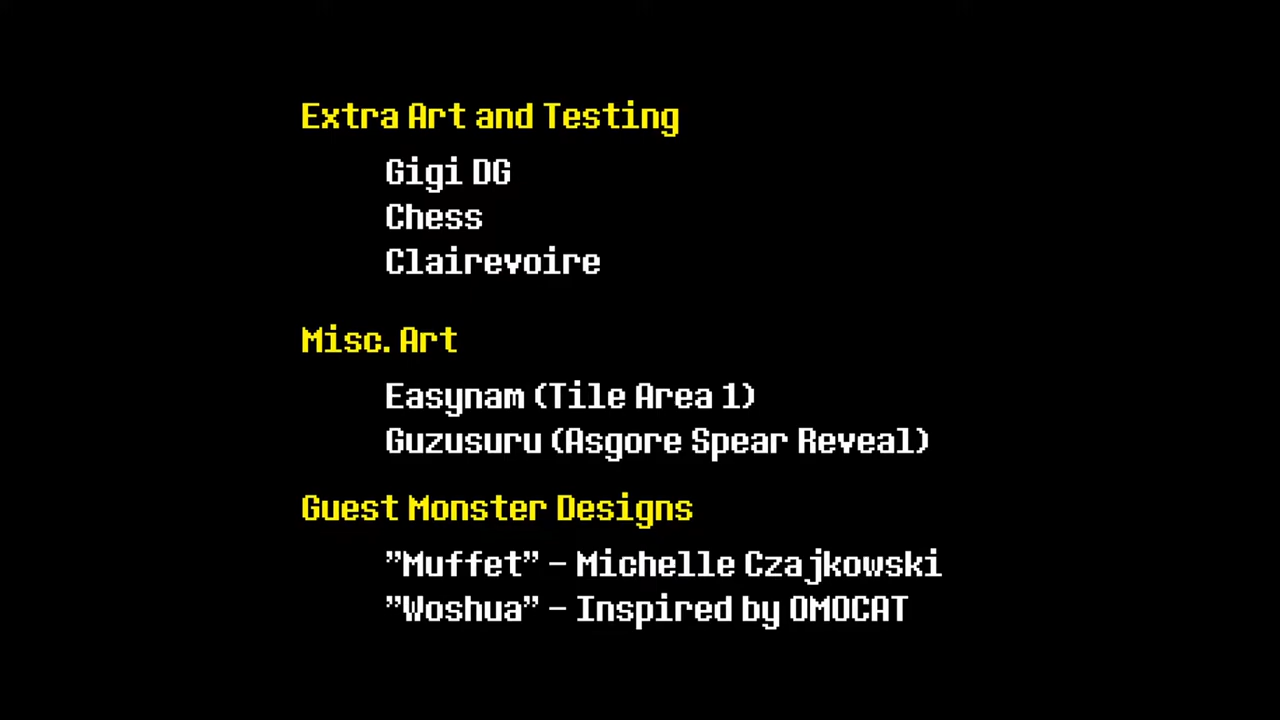 Extra Art and Testing
Gigi DG
Chess
Clairevoire
Misc. Art
Easynam (Tile Area 1)
Guzusuru (Asgore Spear Reveal)
Guest Monster Designs
”Muffet” - Michelle Czajkowski
”Woshua” - Inspired by OMOCAT